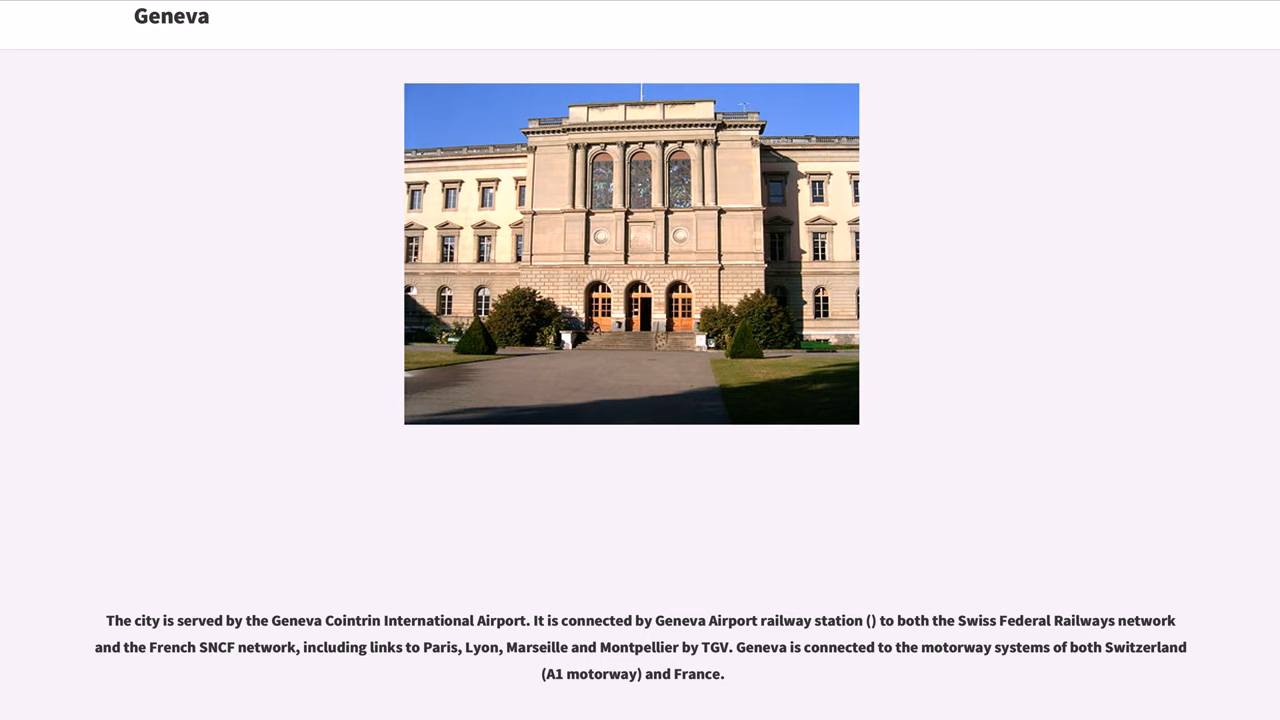 Geneva
The city is served by the Geneva Cointrin International Airport. It is connected by Geneva Airport railway station () to both the Swiss Federal Railways network
and the French SNCF network, including links to Paris, Lyon, Marseille and Montpellier by TGV. Geneva is connected to the motorway systems of both Switzerland
(A1 motorway) and France.